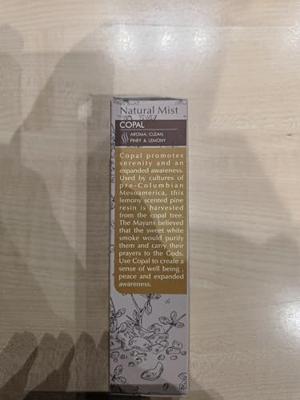 Natural Mist
COPAL
AROMA: CLEAN,
PINEY & LEMONY
Copal promotes
serenity and an
expanded awareness.
Used by cultures of
pre-Columbian
Mesoamerica, this
lemony scented pine
resin is harvested
from the copal tree.
The Mayans believed
that the sweet white
smoke would purify
them and carry their
prayers to the Gods.
Use Copal to create a
sense of well being ,
peace and expanded
awareness.